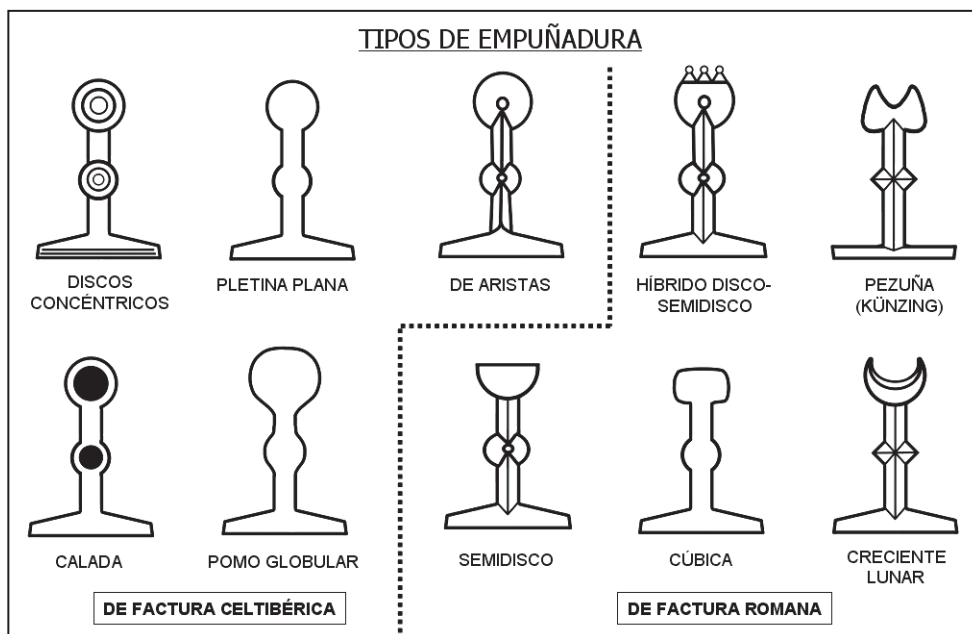 TIPOS DE EMPUÑADURA
DISCOS
CONCÉNTRICOS
PLETINA PLANA
DE ARISTAS
HÍBRIDO DISCO-
SEMIDISCO
PEZUÑA
(KÜNZING)
CALADA
POMO GLOBULAR
SEMIDISCO
CÚBICA
CRECIENTE
LUNAR
DE FACTURA CELTIBÉRICA
DE FACTURA ROMANA